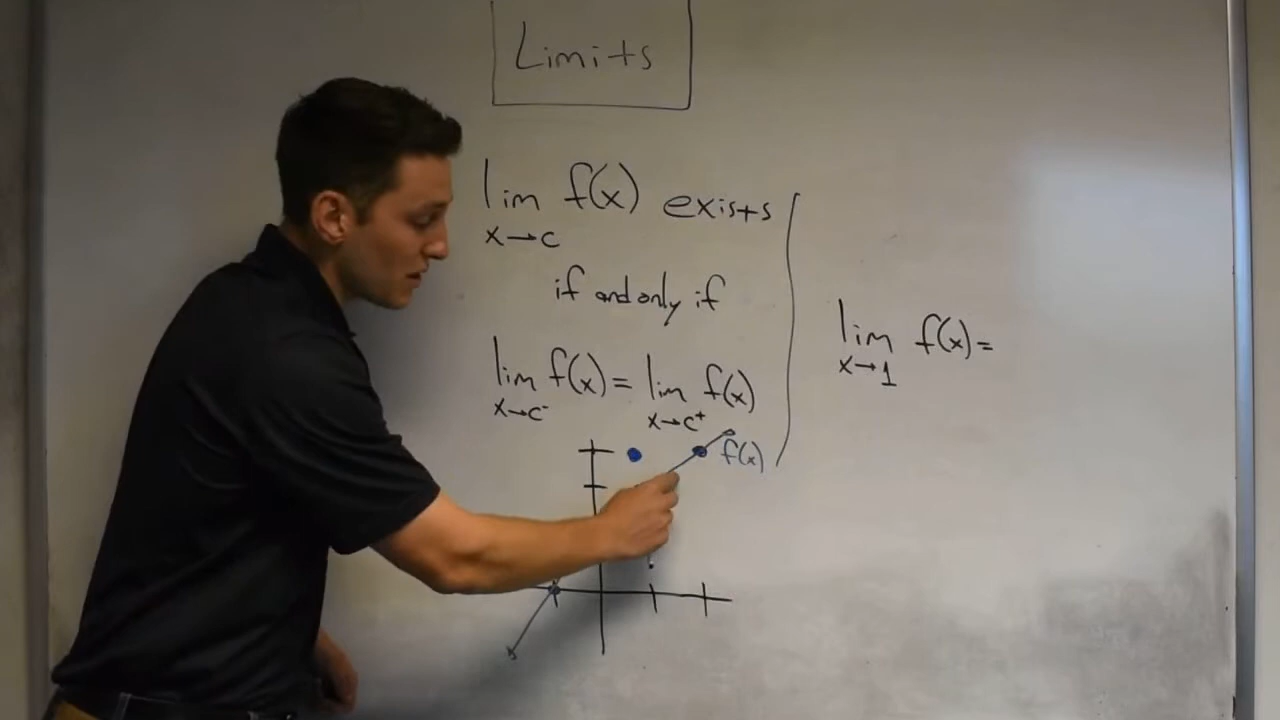 Limits
lim f(x) exists
x→c
if and only if
lim f(x) = lim f(x)
x→c⁻ x→c⁺
f(x)
lim f(x)=
x→1